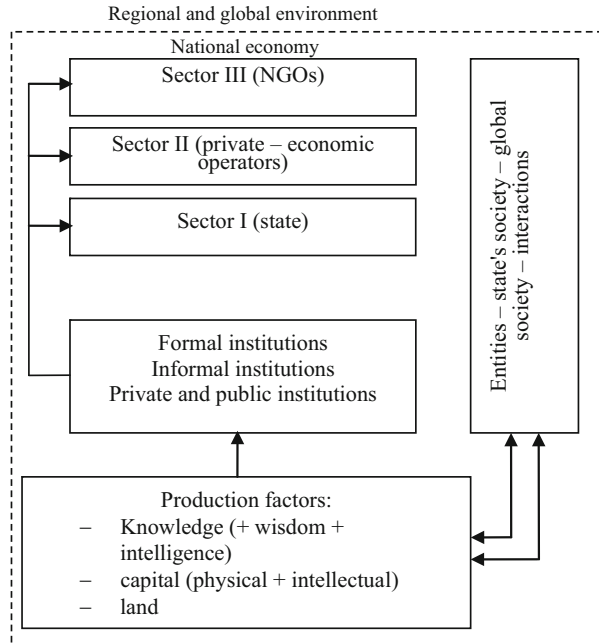 Regional and global environment
National economy
Sector III (NGOs)
Sector II (private – economic
operators)
Sector I (state)
Formal institutions
Informal institutions
Private and public institutions
Production factors:
– Knowledge (+ wisdom +
intelligence)
– capital (physical + intellectual)
– land
Entities – state's society – global
society – interactions